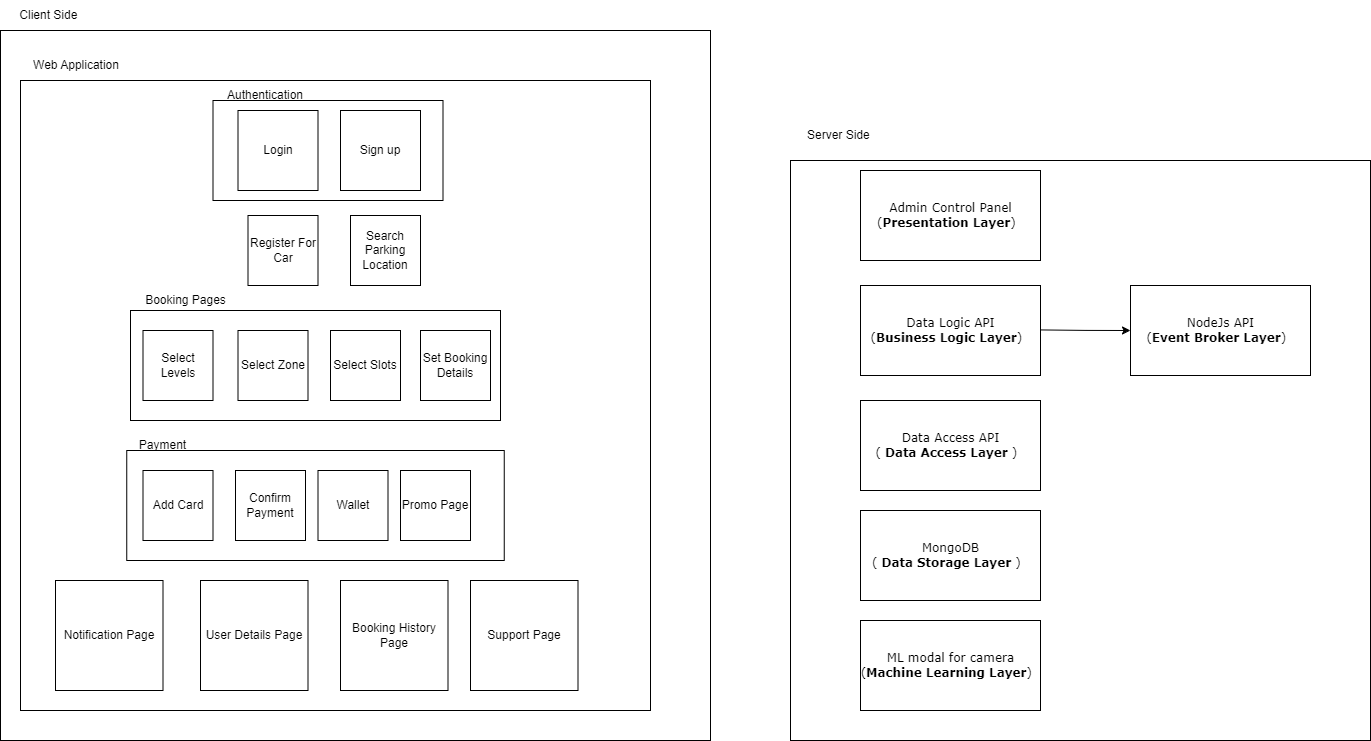 Client Side
Web Application
Authentication
Login
Sign up
Register For
Car
Search
Parking
Location
Booking Pages
Select
Levels
Select Zone
Select Slots
Set Booking
Details
Payment
Add Card
Confirm
Payment
Wallet
Promo Page
Notification Page
User Details Page
Booking History
Page
Support Page
Server Side
Admin Control Panel
(Presentation Layer)
Data Logic API
(Business Logic Layer)
NodeJs API
(Event Broker Layer)
Data Access API
( Data Access Layer )
MongoDB
( Data Storage Layer )
ML modal for camera
(Machine Learning Layer)